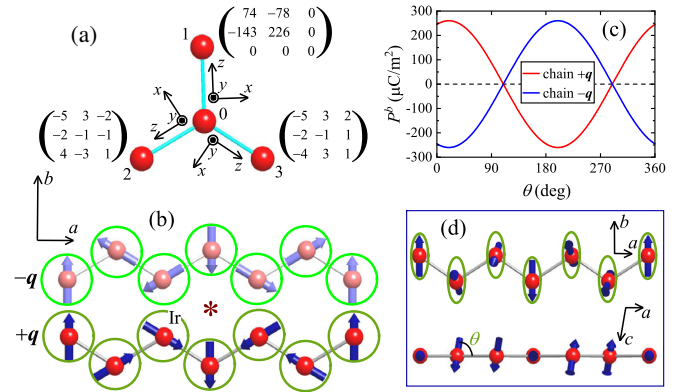 (a)
1
74 −78 0
−143 226 0
0 0 0
z
y
x
0
x
y
z
−5 3 −2
−2 −1 −1
4 −3 1
2
y
x
z
3
−5 3 2
−2 −1 1
−4 3 1
b
a
(b)
−q
Ir
*
+q
(c)
300
200
100
0
-100
-200
-300
P^b (μC/m²)
chain +q
chain −q
0 90 180 270 360
θ (deg)
(d)
b
a
θ
a
c